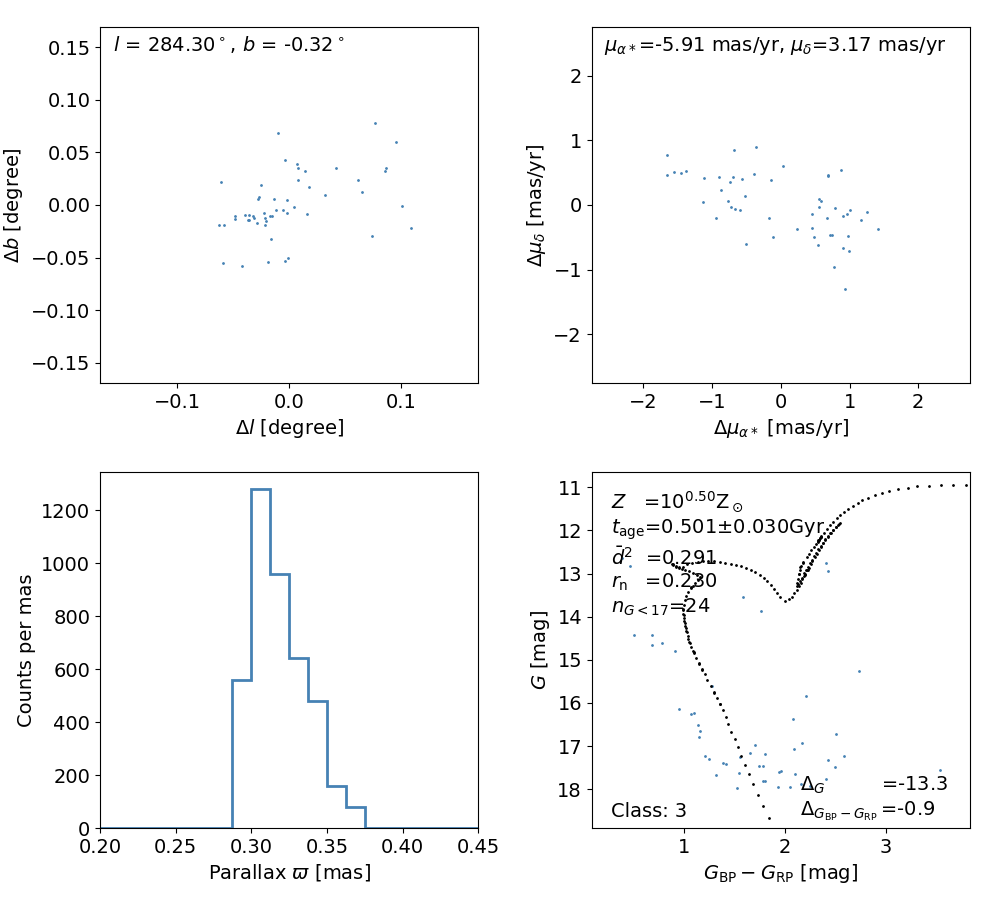 l = 284.30°, b = -0.32°
0.15
0.10
0.05
0.00
−0.05
−0.10
−0.15
Δb [degree]
−0.1
0.0
0.1
Δl [degree]
μα*=-5.91 mas/yr, μδ=3.17 mas/yr
2
1
0
−1
−2
Δμδ [mas/yr]
−2
−1
0
1
2
Δμα* [mas/yr]
1200
1000
800
600
400
200
0
Counts per mas
0.20
0.25
0.30
0.35
0.40
0.45
Parallax ϖ [mas]
Z =10^0.50 Z⊙
t_age=0.501±0.030Gyr
d̄² =0.291
r_n =0.230
n_G<17=24
11
12
13
14
15
16
17
18
G [mag]
Δ_G =-13.3
Δ_G_BP−G_RP =-0.9
Class: 3
1
2
3
G_BP − G_RP [mag]